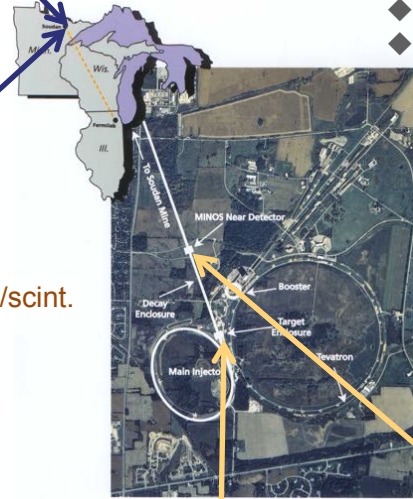 Soudan
Minn.
Wis.
Fermilab
Ill.
To Soudan Mine
MINOS Near Detector
/scint.
Booster
Decay
Enclosure
Target
Enclosure
Tevatron
Main Injector